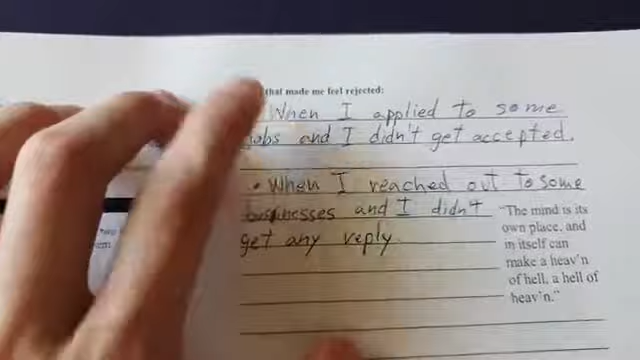 that made me feel rejected:
When I applied to some
jobs and I didn't get accepted.
• When I reached out to some
businesses and I didn't
get any reply.
"The mind is its
own place, and
in itself can
make a heav'n
of hell, a hell of
heav'n."